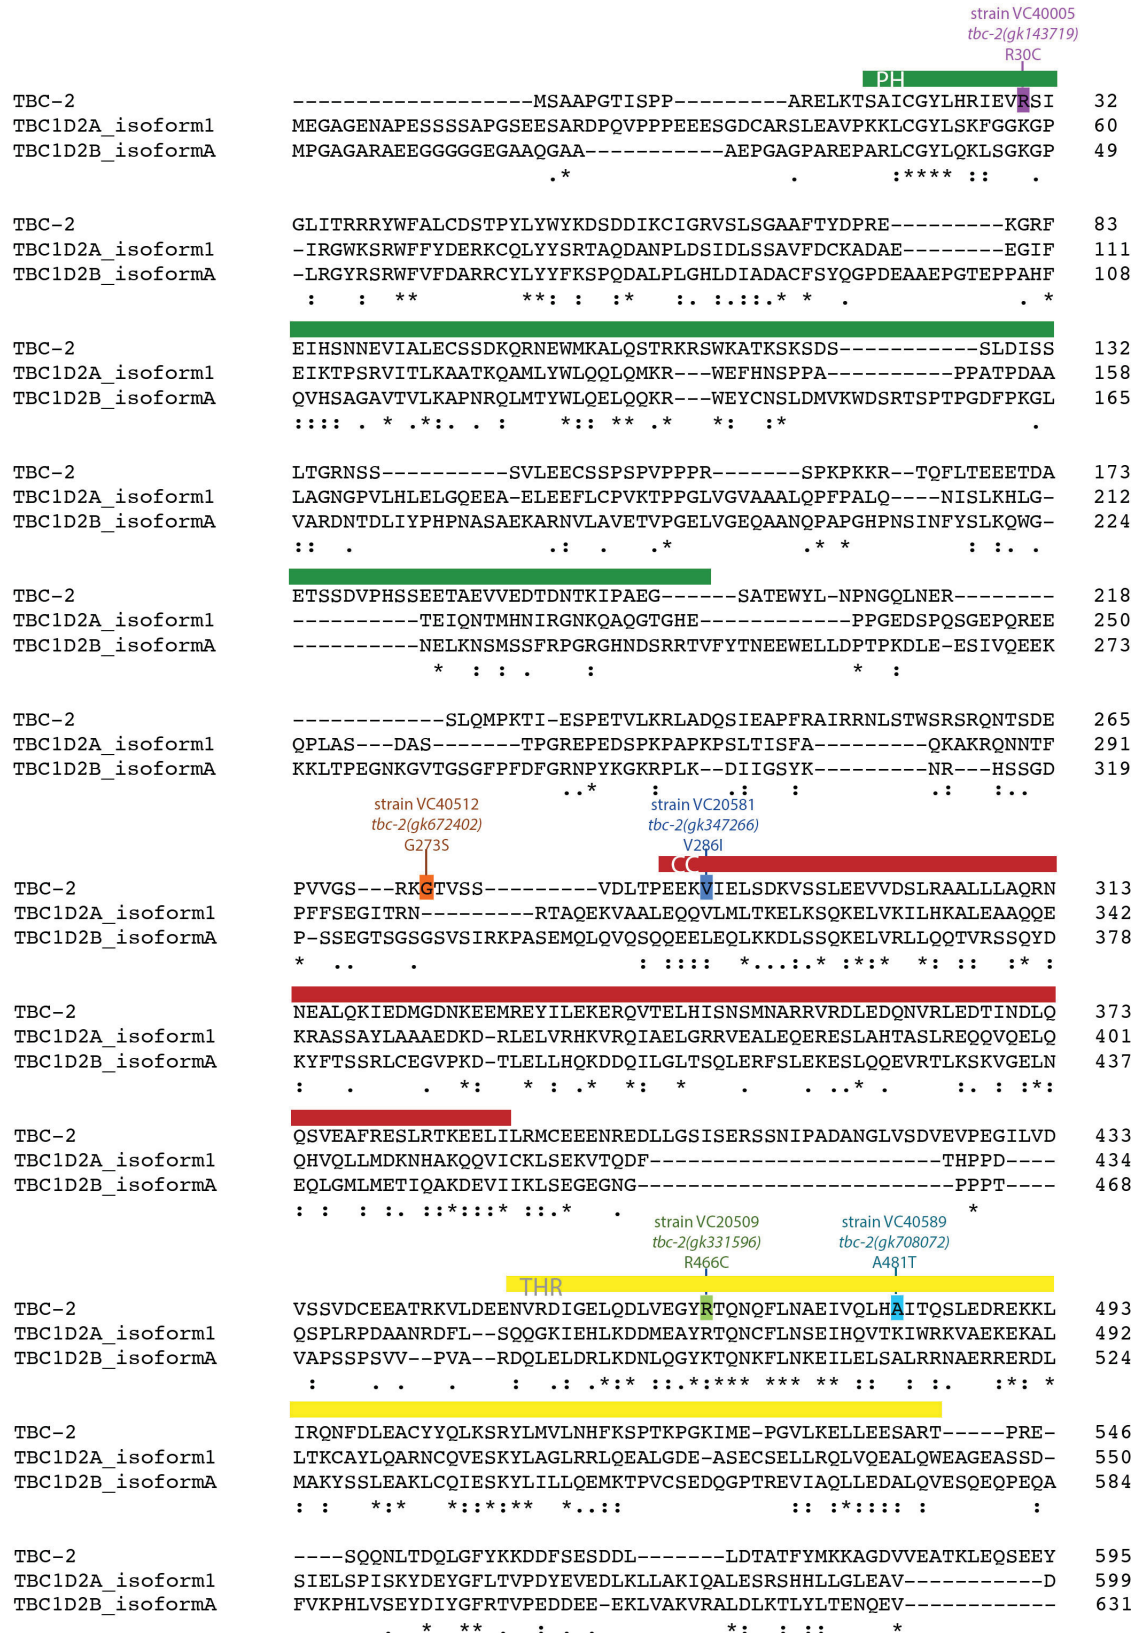 strain VC40005
tbc-2(gk143719)
R30C
PH
TBC-2 -------------------MSAAPGTISPP---------ARELKTSAICGYLHRIEVRSI 32
TBC1D2A_isoform1 MEGAGENAPESSSSAPGSEESARDPQVPPPEEESGDCARSLEAVPKKLCGYLSKFGGKGP 60
TBC1D2B_isoformA MPGAGARAEEGGGGGEGAAQGAA-----------AEPGAGPAREPARLCGYLQKLSGKGP 49
.* . :**** :: .
TBC-2 GLITRRRYWFALCDSTPYLYWYKDSDDIKCIGRVSLSGAAFTYDPRE---------KGRF 83
TBC1D2A_isoform1 -IRGWKSRWFFYDERKCQLYYSRTAQDANPLDSIDLSSAVFDCKADAE--------EGIF 111
TBC1D2B_isoformA -LRGYRSRWFVFDARRCYLYYFKSPQDALPLGHLDIADACFSYQGPDEAAEPGTEPPAHF 108
: : ** **: : :* :. :.::.* * . . *
TBC-2 EIHSNNEVIALECSSDKQRNEWMKALQSTRKRSWKATKSKSDS-----------SLDISS 132
TBC1D2A_isoform1 EIKTPSRVITLKAATKQAMLYWLQQLQMKR---WEFHNSPPA----------PPATPDAA 158
TBC1D2B_isoformA QVHSAGAVTVLKAPNRQLMTYWLQELQQKR---WEYCNSLDMVKWDSRTSPTPGDFPKGL 165
:::: . * .*:. . : *:: ** .* *: :* .
TBC-2 LTGRNSS----------SVLEECSSPSPVPPPR-------SPKPKKR--TQFLTEEETDA 173
TBC1D2A_isoform1 LAGNGPVLHLELGQEEA-ELEEFLCPVKTPPGLVGVAAALQPFPALQ----NISLKHLG- 212
TBC1D2B_isoformA VARDNTDLIYPHPNASAEKARNVLAVETVPGELVGEQAANQPAPGHPNSINFYSLKQWG- 224
:: . .: . .* .* * : :. .
TBC-2 ETSSDVPHSSEETAEVVEDTDNTKIPAEG------SATEWYL-NPNGQLNER-------- 218
TBC1D2A_isoform1 ----------TEIQNTMHNIRGNKQAQGTGHE------------PPGEDSPQSGEPQREE 250
TBC1D2B_isoformA ----------NELKNSMSSFRPGRGHNDSRRTVFYTNEEWELLDPTPKDLE-ESIVQEEK 273
* : : . : * :
TBC-2 ------------SLQMPKTI-ESPETVLKRLADQSIEAPFRAIRRNLSTWSRSRQNTSDE 265
TBC1D2A_isoform1 QPLAS---DAS-------TPGREPEDSPKPAPKPSLTISFA---------QKAKRQNNTF 291
TBC1D2B_isoformA KKLTPEGNKGVTGSGFPFDFGRNPYKGKRPLK--DIIGSYK---------NR---HSSGD 319
..* : .: : .: :..
strain VC40512
tbc-2(gk672402)
G273S
strain VC20581
tbc-2(gk347266)
V286I
CC
TBC-2 PVVGS---RKGTVSS----------VDLTPEEKVIELSDKVSSLEEVVDSLRAALLLAQRN 313
TBC1D2A_isoform1 PFFSEGITRN---------RTAQEKVAALEQQVLMLTKELKSQKELVKILHKALEAAQQE 342
TBC1D2B_isoformA P-SSEGTSGSGSVSIRKPASEMQLQVQSQQEELEQLKKDLSSQKELVRLLQQTVRSSQYD 378
* .. . : :::: *...:.* :**:* *: :: :* :
TBC-2 NEALQKIEDMGDNKEEMREYILEKERQVTELHISNSMNARRVRDLEDQNVRLEDTINDLQ 373
TBC1D2A_isoform1 KRASSAYLAAAEDKD-RLELVRHKVRQIAELGRRVEALEQERESLAHTASLREQQVQELQ 401
TBC1D2B_isoformA KYFTSSRLCEGVPKD-TLELLHQKDDQILGLTSQLERFSLEKESLQQEVRTLKSKVGELN 437
: . . *: * : .* *: * . ..* . :. : :*:
TBC-2 QSVEAFRESLRTKEELILRMCEEENREDLLGSISERSSNIPADANGLVSDVEVPEGILVD 433
TBC1D2A_isoform1 QHVQLLMDKNHAKQQVICKLSEKVTQDF-----------------------THPPD---- 434
TBC1D2B_isoformA EQLGMLMETIQAKDEVIIKLSEGEGNG-------------------------PPPT---- 468
: : : :. ::*:::* ::.* . *
strain VC20509
tbc-2(gk331596)
R466C
strain VC40589
tbc-2(gk708072)
A481T
THR
TBC-2 VSSVDCEEATRKVLDEENVRDIGELQDLVEGYRTQNQFLNAEIVQLHAITQSLEDREKKL 493
TBC1D2A_isoform1 QSPLRPDAANRDFL--SQQGKIEHLKDDMEAYRTQNCFLNSEIHQVTKIWRKVAEKEKAL 492
TBC1D2B_isoformA VAPSSPSVV--PVA--RDQLELDRLKDNLQGYKTQNKFLNKEILELSALRRNAERRERDL 524
: . . . : .: .*:* ::.*:*** *** ** : : :. :*: *
TBC-2 IRQNFDLEACYYQLKSRYLMVLNHFKSPTKPGKIME-PGVLKELLEESART-----PRE- 546
TBC1D2A_isoform1 LTKCAYLQARNCQVESKYLAGLRRLQEALGDE-ASECSELLRQLVQEALQWEAGEASSD- 550
TBC1D2B_isoformA MAKYSSLEAKLCQIESKYLILLQEMKTPVCSEDQGPTREVIAQLLEDALQVESQEQPEQA 584
: : *:* *::*:** *..:: :: :*:::: : :
TBC-2 ----SQQNLTDQLGFYKKDDFSESDDL-------LDTATFYMKKAGDVVEATKLEQSEEY 595
TBC1D2A_isoform1 SIELSPISKYDEYGFLTVPDYEVEDLKLLAKIQALESRSHHLLGLEAV-----------D 599
TBC1D2B_isoformA FVKPHLVSEYDIYGFRTVPEDDEE-EKLVAKVRALDLKTLYLTENQEV------------ 631
. * ** . : . : *: : :: *